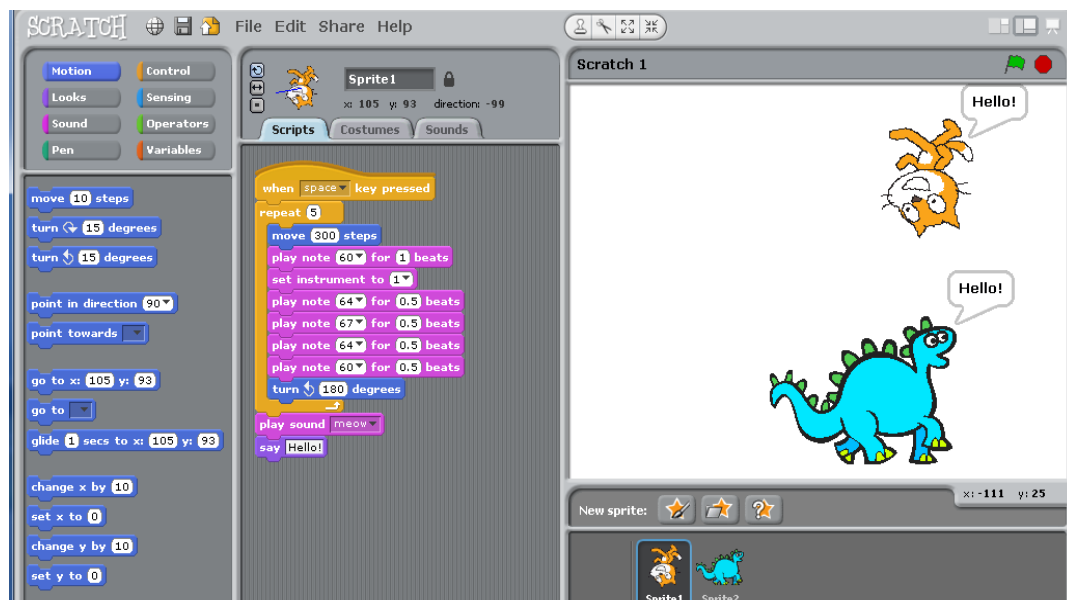 SCRATCH File Edit Share Help
Motion Control
Looks Sensing
Sound Operators
Pen Variables
move 10 steps
turn 15 degrees
turn 15 degrees
point in direction 90
point towards
go to x: 105 y: 93
go to
glide 1 secs to x: 105 y: 93
change x by 10
set x to 0
change y by 10
set y to 0
Sprite1
x: 105 y: 93 direction: -99
Scripts Costumes Sounds
when space key pressed
repeat 5
move 300 steps
play note 60 for 1 beats
set instrument to 1
play note 64 for 0.5 beats
play note 67 for 0.5 beats
play note 64 for 0.5 beats
play note 60 for 0.5 beats
turn 180 degrees
play sound meow
say Hello!
Scratch 1
Hello!
Hello!
x: -111 y: 25
New sprite:
Sprite1 Sprite2